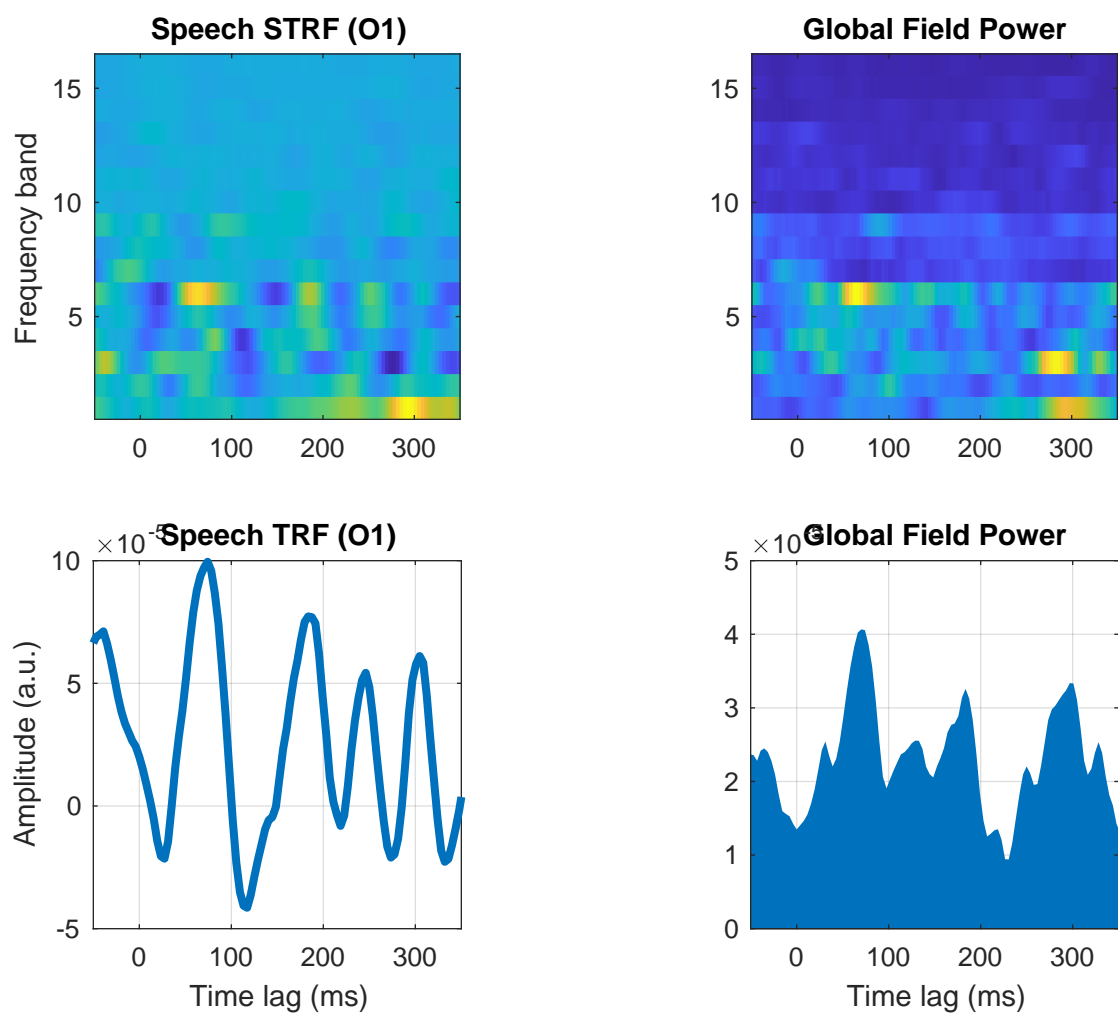 Speech STRF (O1)
Frequency band
15
10
5
0 100 200 300
Global Field Power
15
10
5
0 100 200 300
Speech TRF (O1)
×10-5
Amplitude (a.u.)
10
5
0
-5
0 100 200 300
Time lag (ms)
Global Field Power
×10-5
5
4
3
2
1
0
0 100 200 300
Time lag (ms)